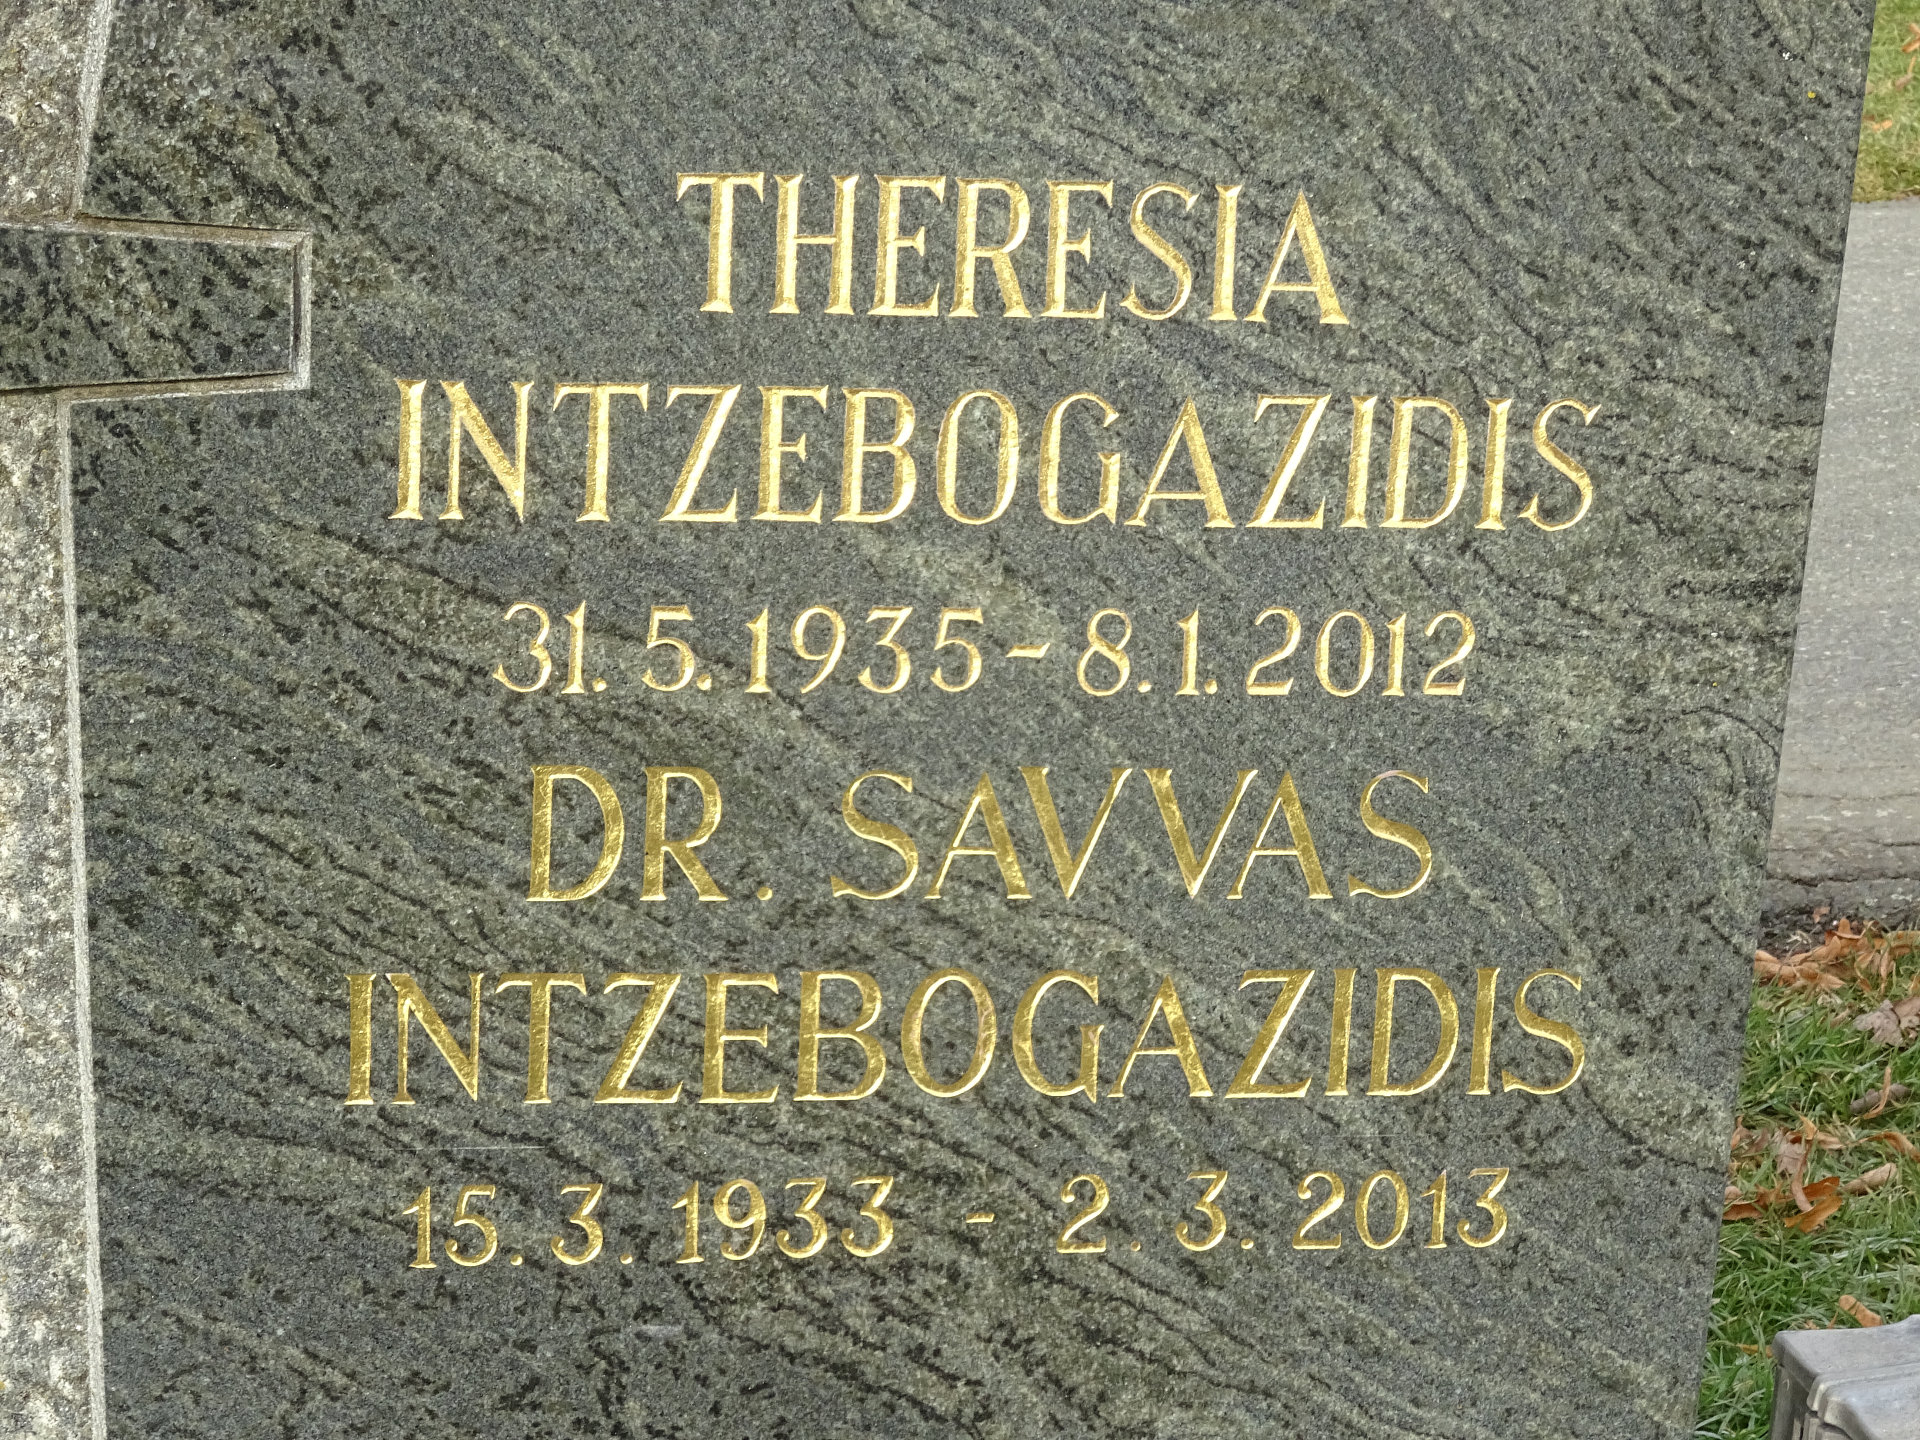 THERESIA
INTZEBOGAZIDIS
31. 5. 1935 - 8. 1. 2012
DR. SAVVAS
INTZEBOGAZIDIS
15. 3. 1933 - 2. 3. 2013